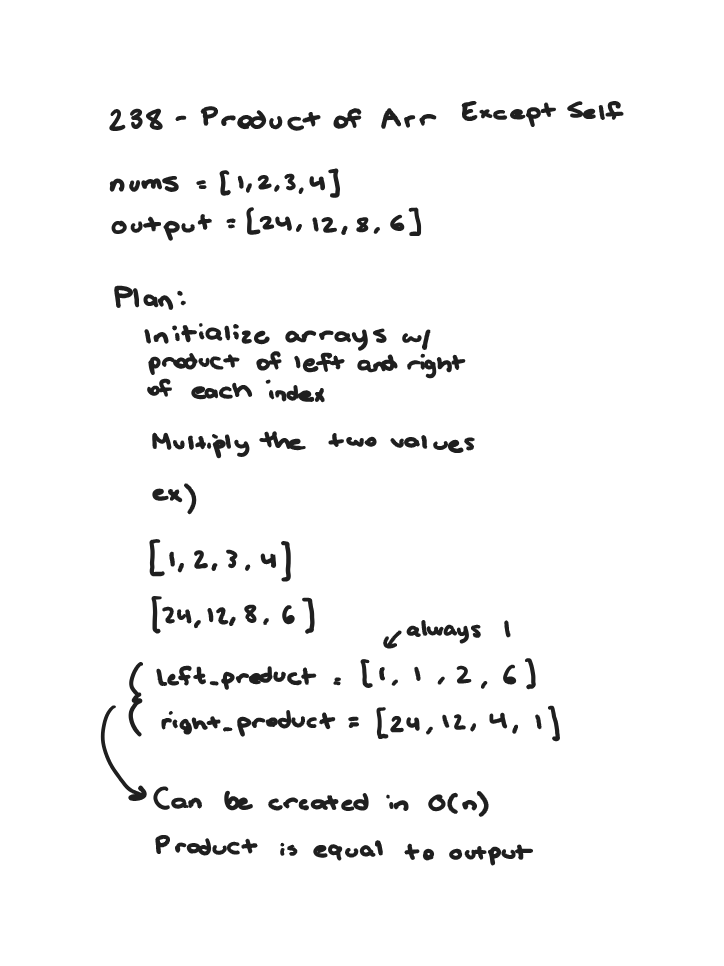 238 - Product of Arr Except Self
nums = [1,2,3,4]
output = [24, 12, 8, 6]
Plan:
Initialize arrays w/
product of left and right
of each index
Multiply the two values
ex)
[1, 2, 3, 4]
[24, 12, 8, 6]
always 1
left_product = [1, 1, 2, 6]
right_product = [24, 12, 4, 1]
Can be created in O(n)
Product is equal to output